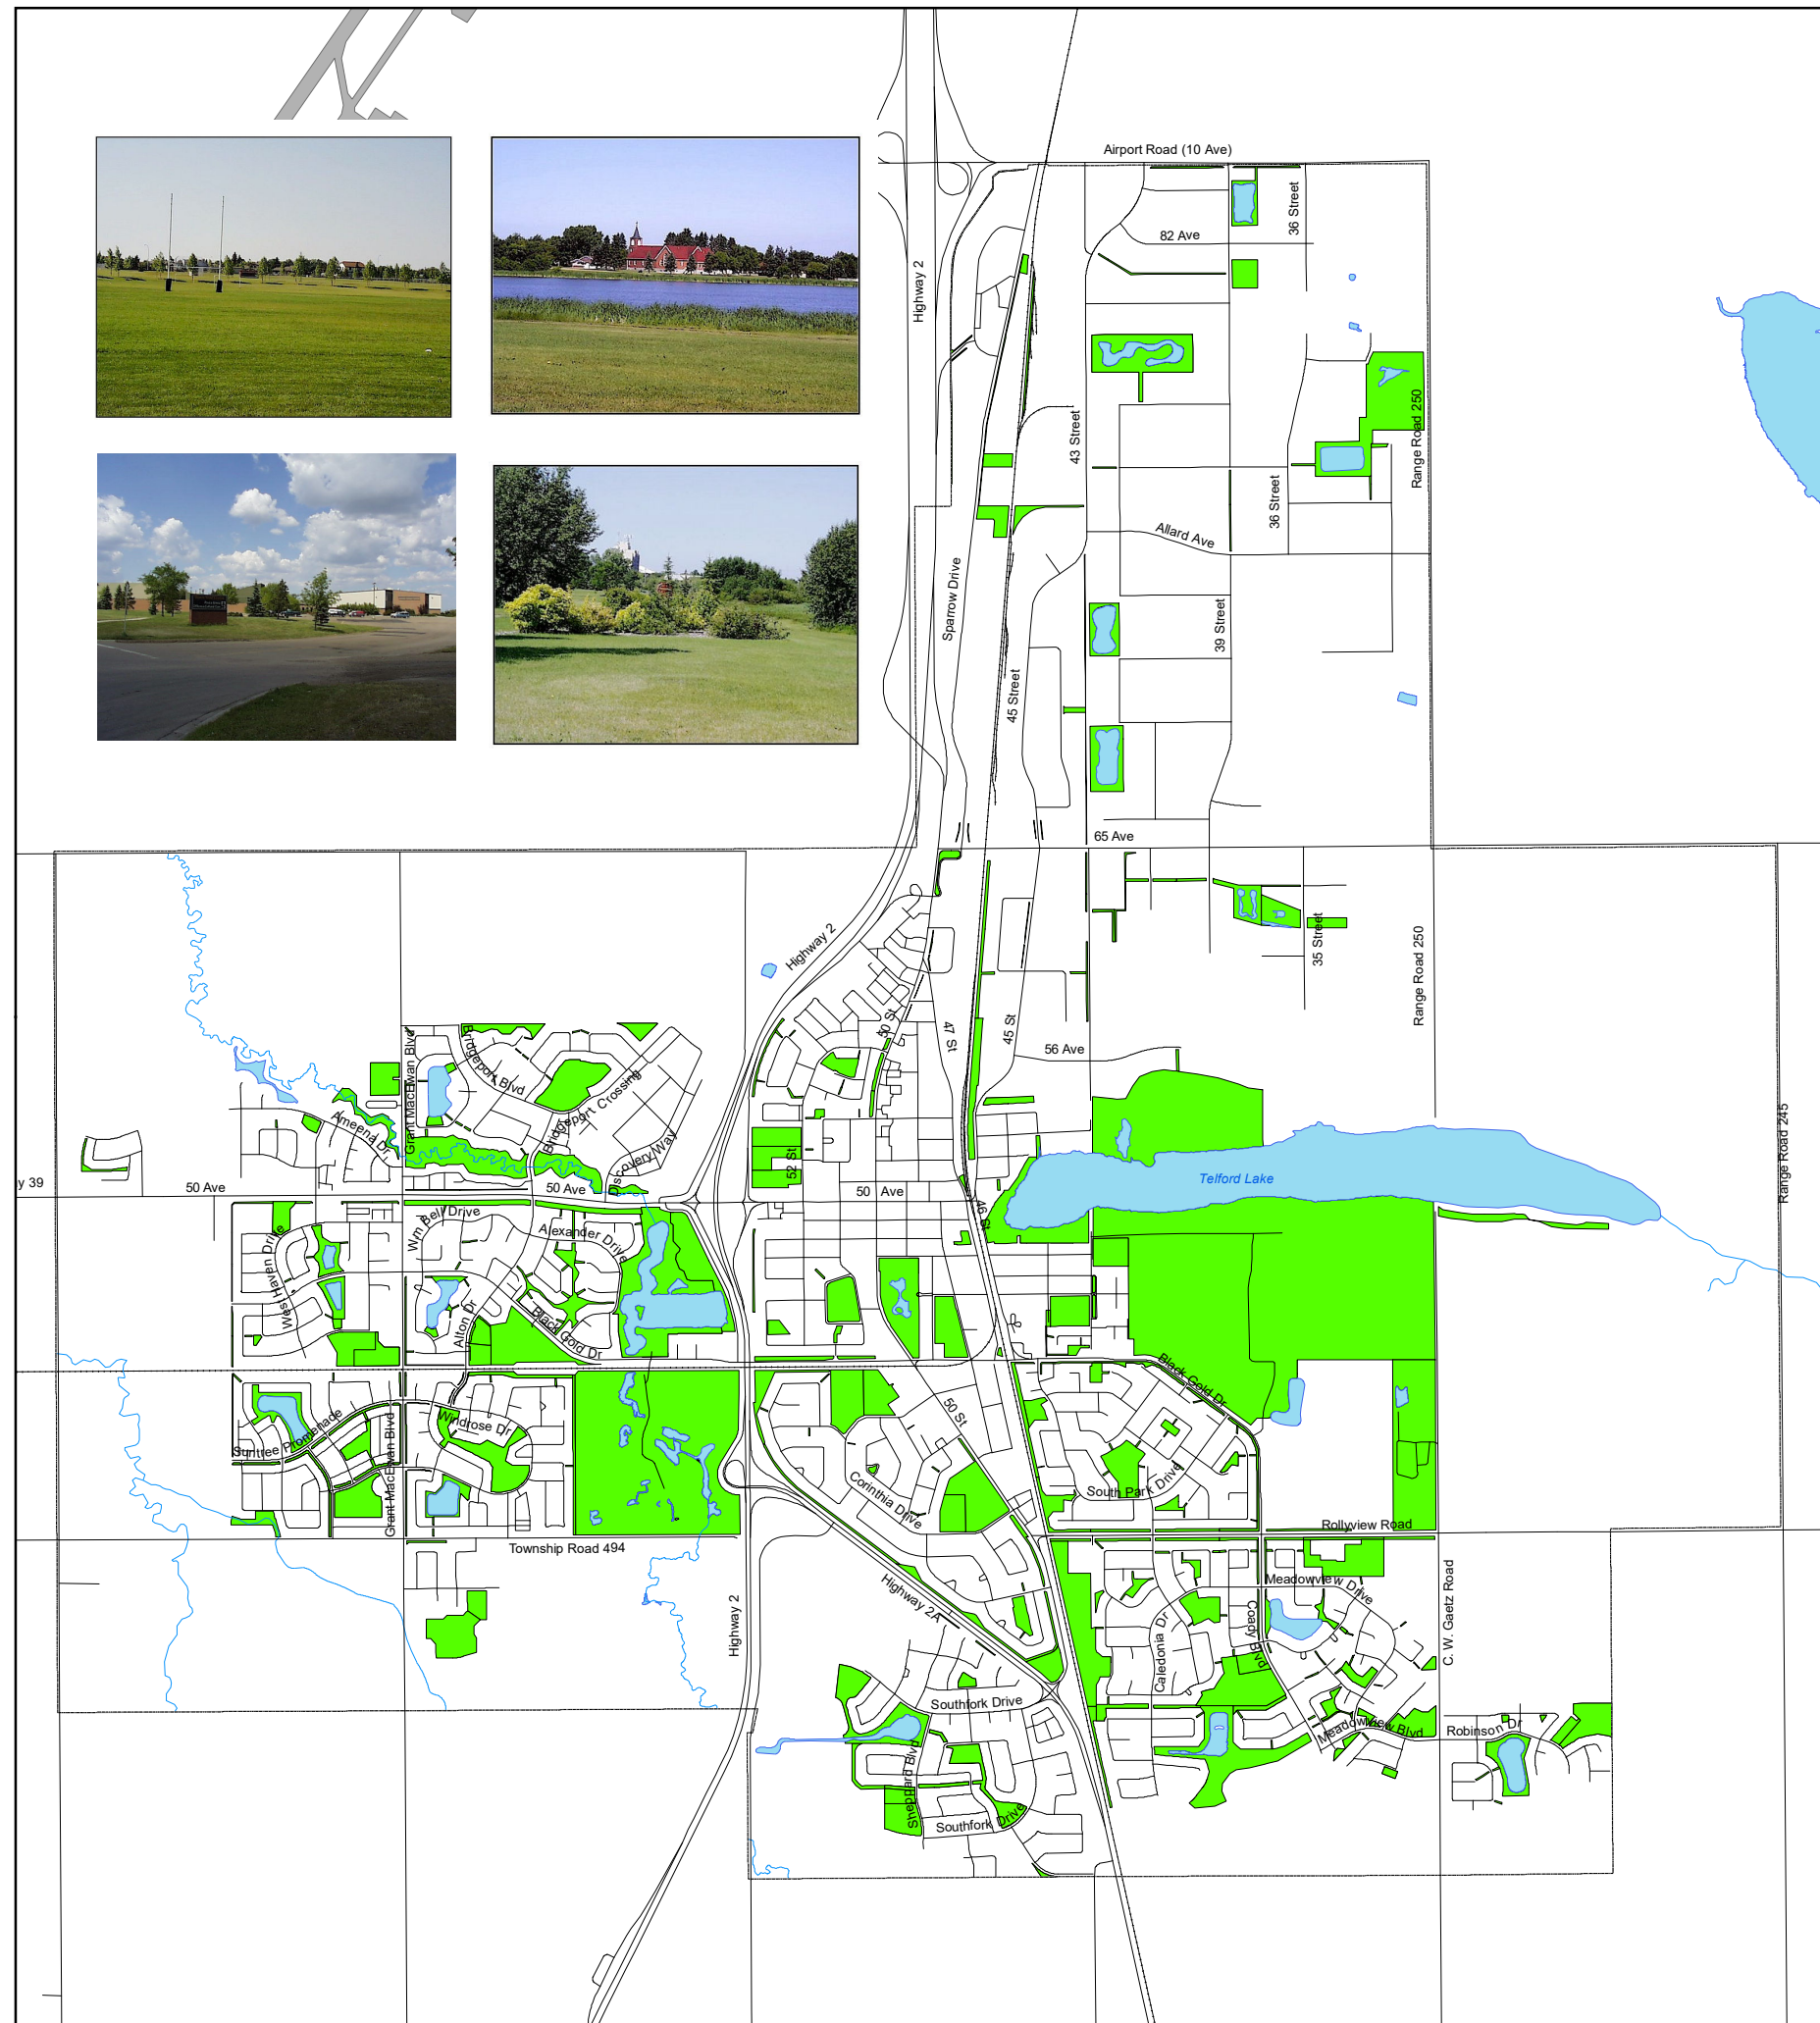 Airport Road (10 Ave)
36 Street
82 Ave
Highway 2
43 Street
Range Road 250
36 Street
Allard Ave
Sparrow Drive
39 Street
45 Street
65 Ave
Highway 2
35 Street
Range Road 250
50 St
47 St
45 St
56 Ave
Grant MacEwan Blvd
Bridgeport Blvd
Bridgeport Crossing
Ameena Dr
Discovery Way
52 St
Range Road 245
y 39
50 Ave
50 Ave
50 Ave
Telford Lake
46 St
Wm Bell Drive
Alexander Drive
West Haven Drive
Alton Dr
Black Gold Dr
Black Gold Dr
50 St
Suntree Promenade
Grant MacEwan Blvd
Windrose Dr
Corinthia Drive
South Park Drive
Rollyview Road
Township Road 494
Highway 2
Highway 2A
Meadowview Drive
Coady Blvd
Caledonia Dr
C. W. Gaetz Road
Southfork Drive
Meadowview Blvd
Robinson Dr
Sheppard Blvd
Southfork Drive